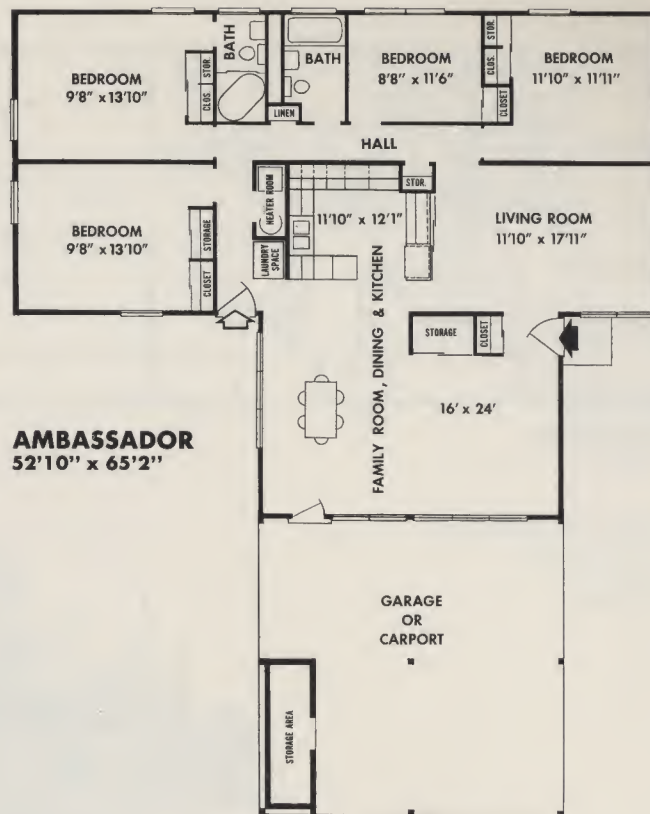 BEDROOM
9'8" x 13'10"
STOR.
CLOS.
BATH
LINEN
BATH
BEDROOM
8'8" x 11'6"
STOR.
CLOS.
CLOSET
BEDROOM
11'10" x 11'11"
HALL
BEDROOM
9'8" x 13'10"
STORAGE
CLOSET
HEATER ROOM
LAUNDRY
SPACE
11'10" x 12'1"
STOR.
FAMILY ROOM, DINING & KITCHEN
LIVING ROOM
11'10" x 17'11"
STORAGE
CLOSET
16' x 24'
AMBASSADOR
52'10" x 65'2"
GARAGE
OR
CARPORT
STORAGE AREA